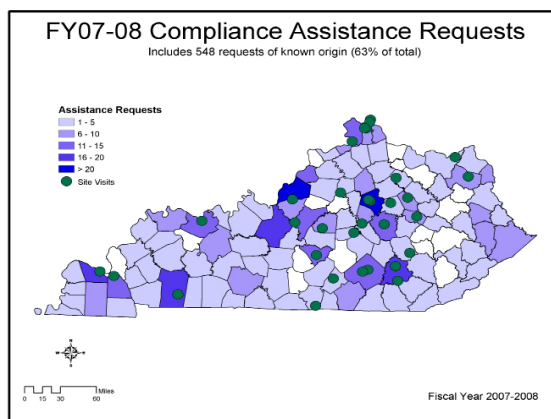 FY07-08 Compliance Assistance Requests
Includes 548 requests of known origin (63% of total)
Assistance Requests
1 - 5
6 - 10
11 - 15
16 - 20
>20
Site Visits
Miles
0 15 30 60
Fiscal Year 2007-2008